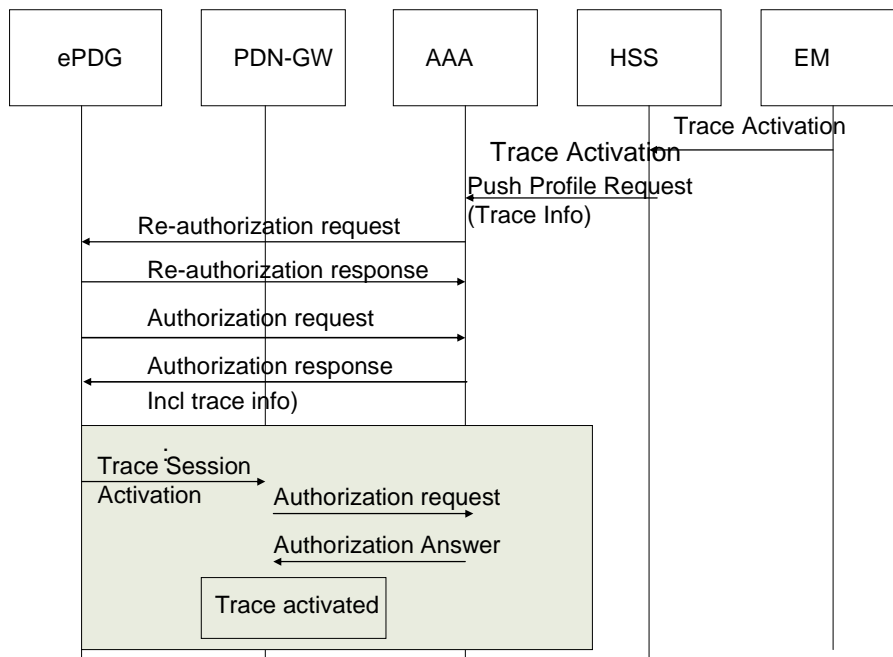 ePDG
PDN-GW
AAA
HSS
EM
Trace Activation
Trace Activation
Push Profile Request
(Trace Info)
Re-authorization request
Re-authorization response
Authorization request
Authorization response
Incl trace info)
:
Trace Session
Activation
Authorization request
Authorization Answer
Trace activated